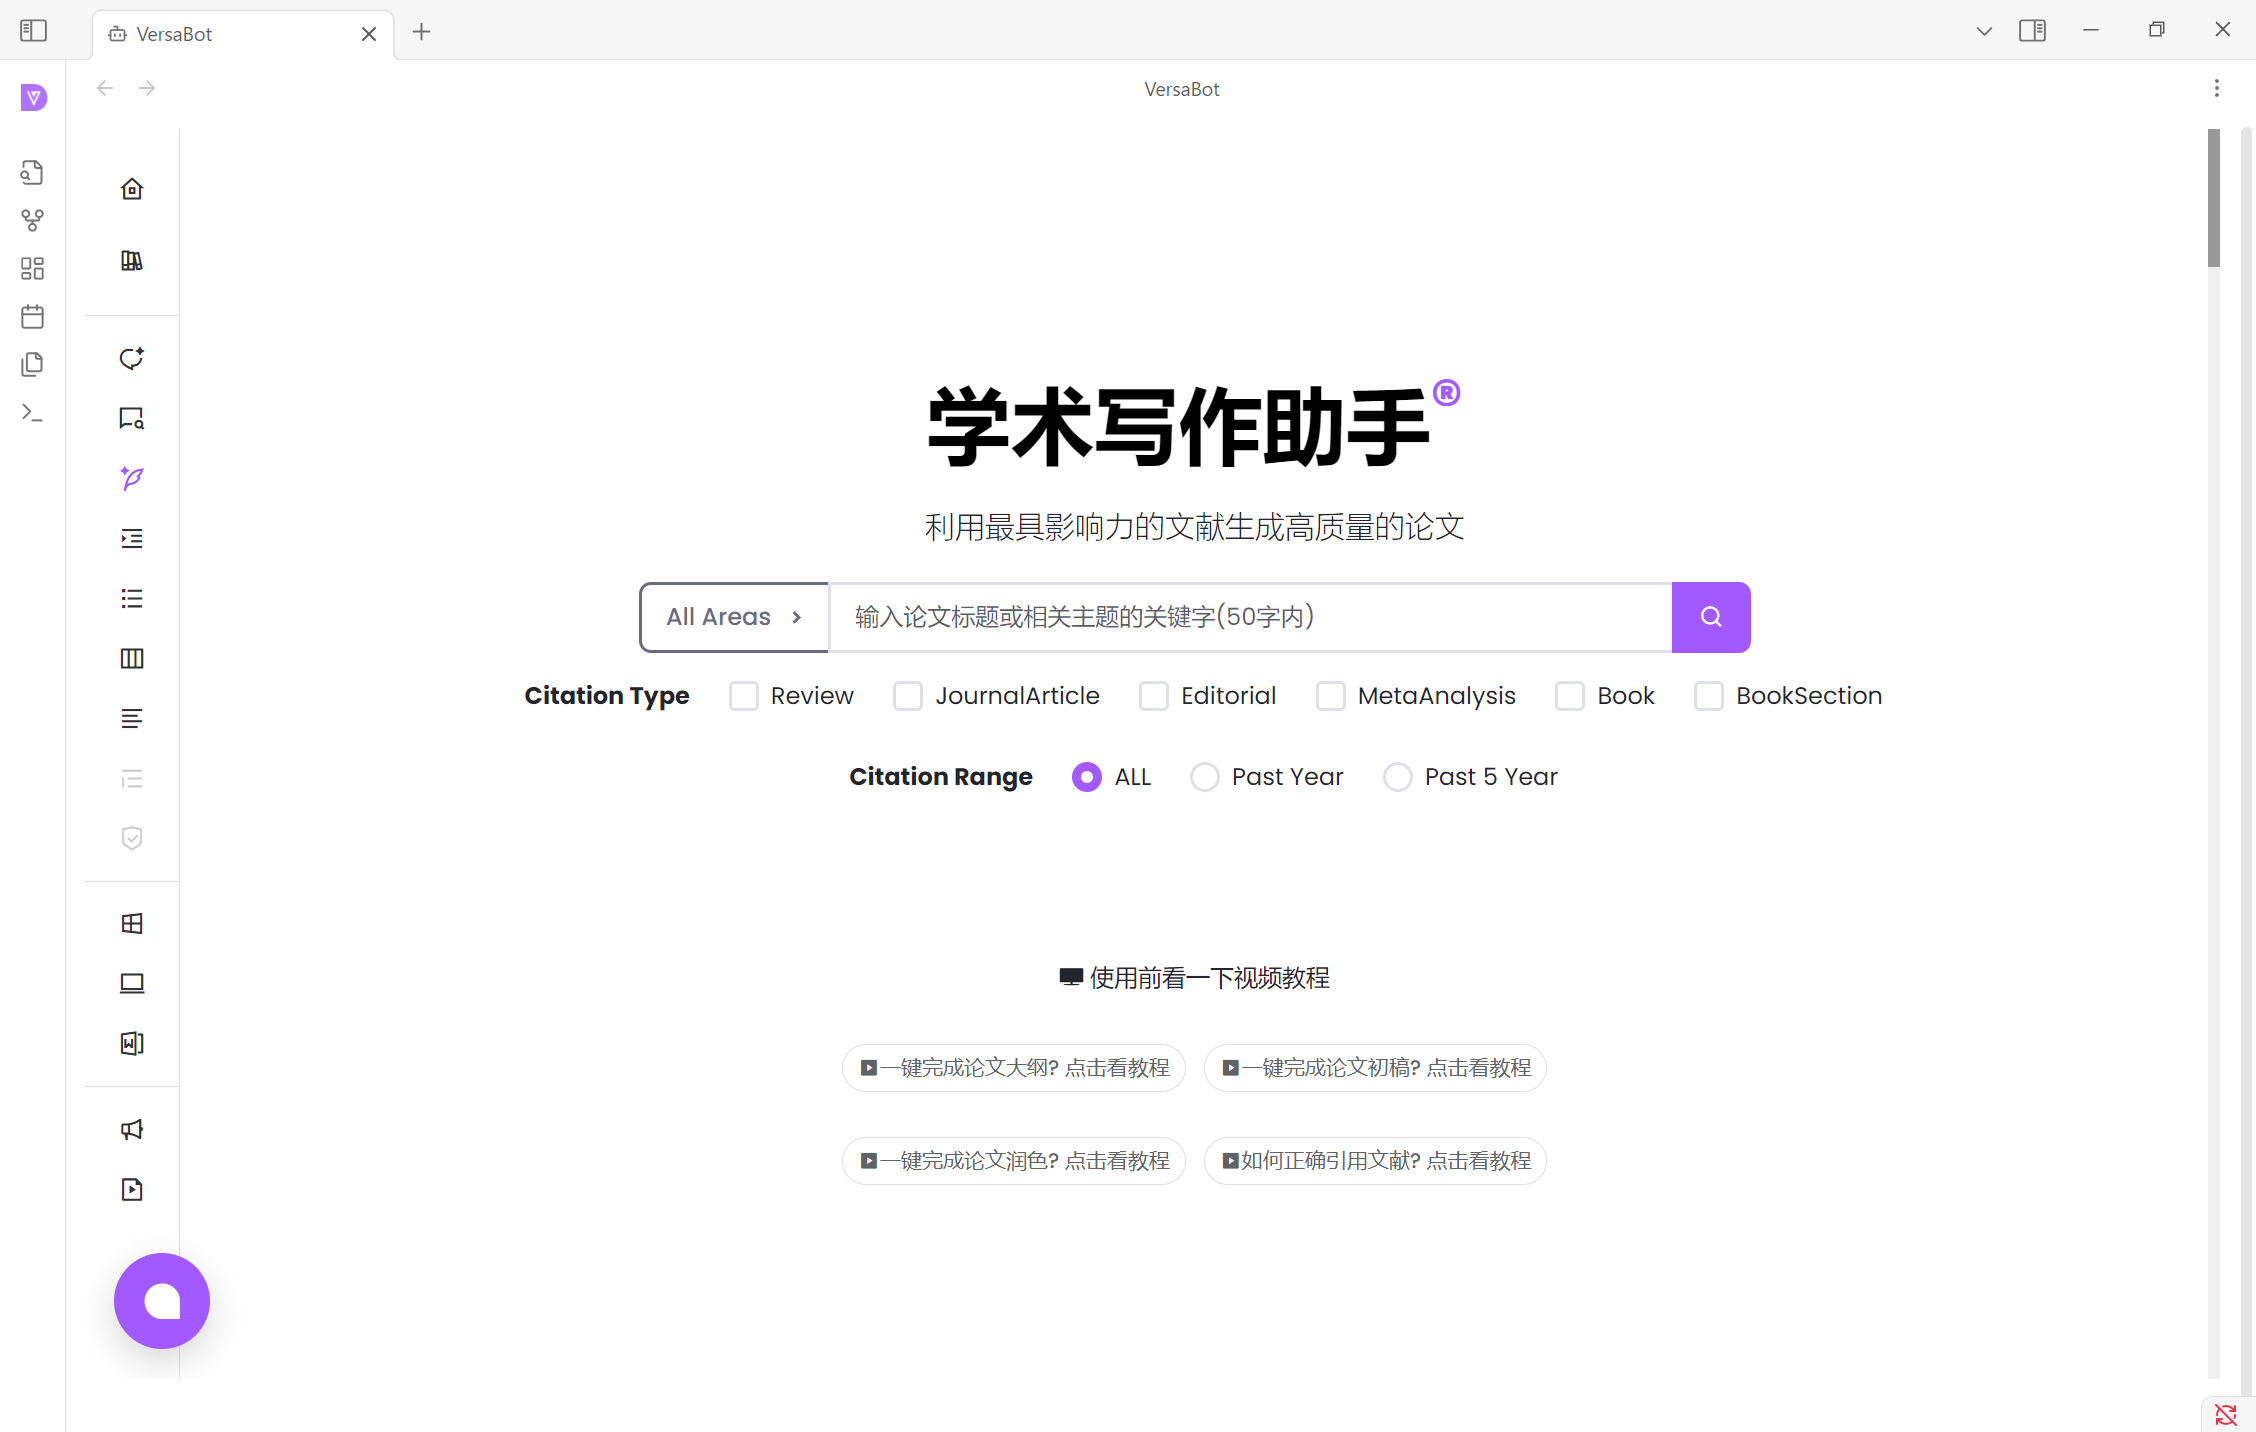 VersaBot
VersaBot
学术写作助手®
利用最具影响力的文献生成高质量的论文
All Areas
输入论文标题或相关主题的关键字(50字内)
Citation Type Review JournalArticle Editorial MetaAnalysis Book BookSection
Citation Range ALL Past Year Past 5 Year
使用前看一下视频教程
一键完成论文大纲? 点击看教程
一键完成论文初稿? 点击看教程
一键完成论文润色? 点击看教程
如何正确引用文献? 点击看教程